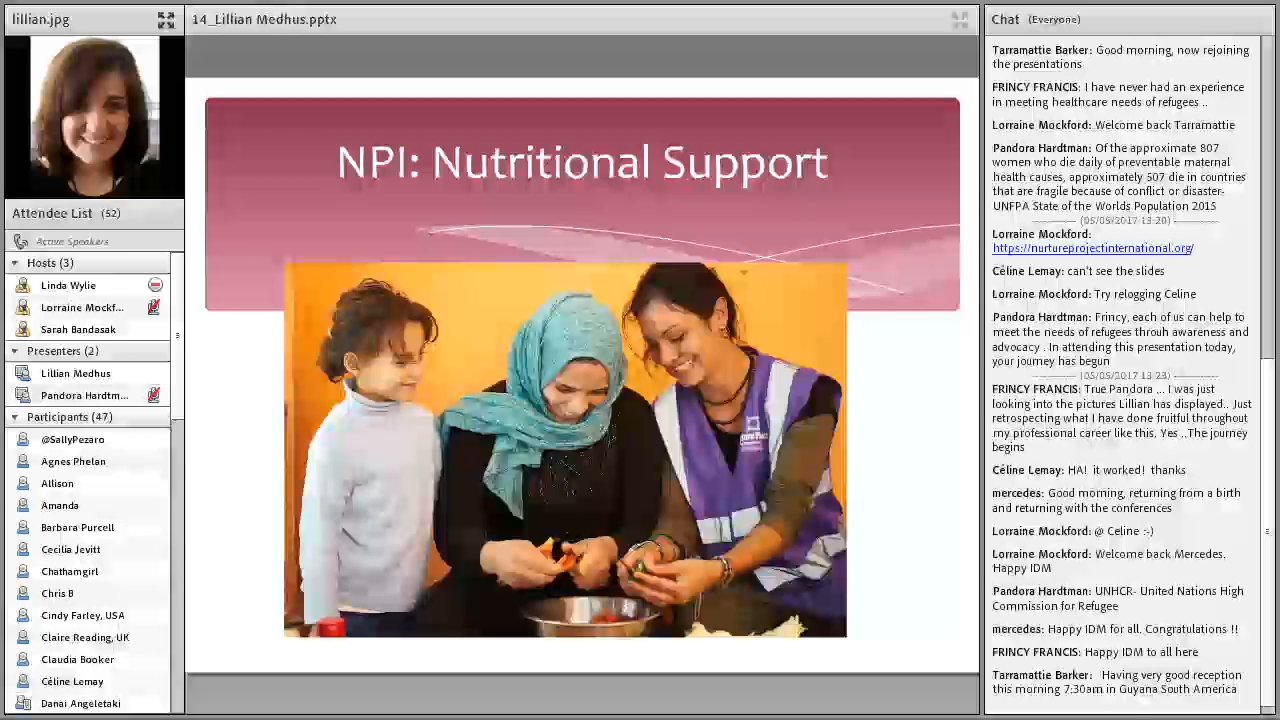 lillian.jpg
Attendee List (52)
Active Speakers
Hosts (3)
Linda Wylie
Lorraine Mockf...
Sarah Bandasak
Presenters (2)
Lillian Medhus
Pandora Hardtm...
Participants (47)
@SallyPezaro
Agnes Phelan
Allison
Amanda
Barbara Purcell
Cecilia Jevitt
Chathamgirl
Chris B
Cindy Farley, USA
Claire Reading, UK
Claudia Booker
Céline Lemay
Danai Angeletaki
14_Lillian Medhus.pptx
NPI: Nutritional Support
Chat (Everyone)
Tarramattie Barker: Good morning, now rejoining
the presentations
FRINCY FRANCIS: I have never had an experience
in meeting healthcare needs of refugees ..
Lorraine Mockford: Welcome back Tarramattie
Pandora Hardtman: Of the approximate 807
women who die daily of preventable maternal
health causes, approximately 507 die in countries
that are fragile because of conflict or disaster-
UNFPA State of the Worlds Population 2015
(05/05/2017 13:20)
Lorraine Mockford:
https://nurtureprojectinternational.org/
Céline Lemay: can't see the slides
Lorraine Mockford: Try relogging Celine
Pandora Hardtman: Frincy, each of us can help to
meet the needs of refugees throuh awareness and
advocacy . In attending this presentation today,
your journey has begun
(05/05/2017 13:23)
FRINCY FRANCIS: True Pandora ... I was just
looking into the pictures Lillian has displayed.. Just
retrospecting what I have done fruitful throughout
my professional career like this. Yes.. The journey
begins
Céline Lemay: HA! it worked! thanks
mercedes: Good morning, returning from a birth
and returning with the conferences
Lorraine Mockford: @ Celine :-)
Lorraine Mockford: Welcome back Mercedes.
Happy IDM
Pandora Hardtman: UNHCR- United Nations High
Commission for Refugee
mercedes: Happy IDM for all. Congratulations !!
FRINCY FRANCIS: Happy IDM to all here
Tarramattie Barker: Having very good reception
this morning 7:30am in Guyana South America